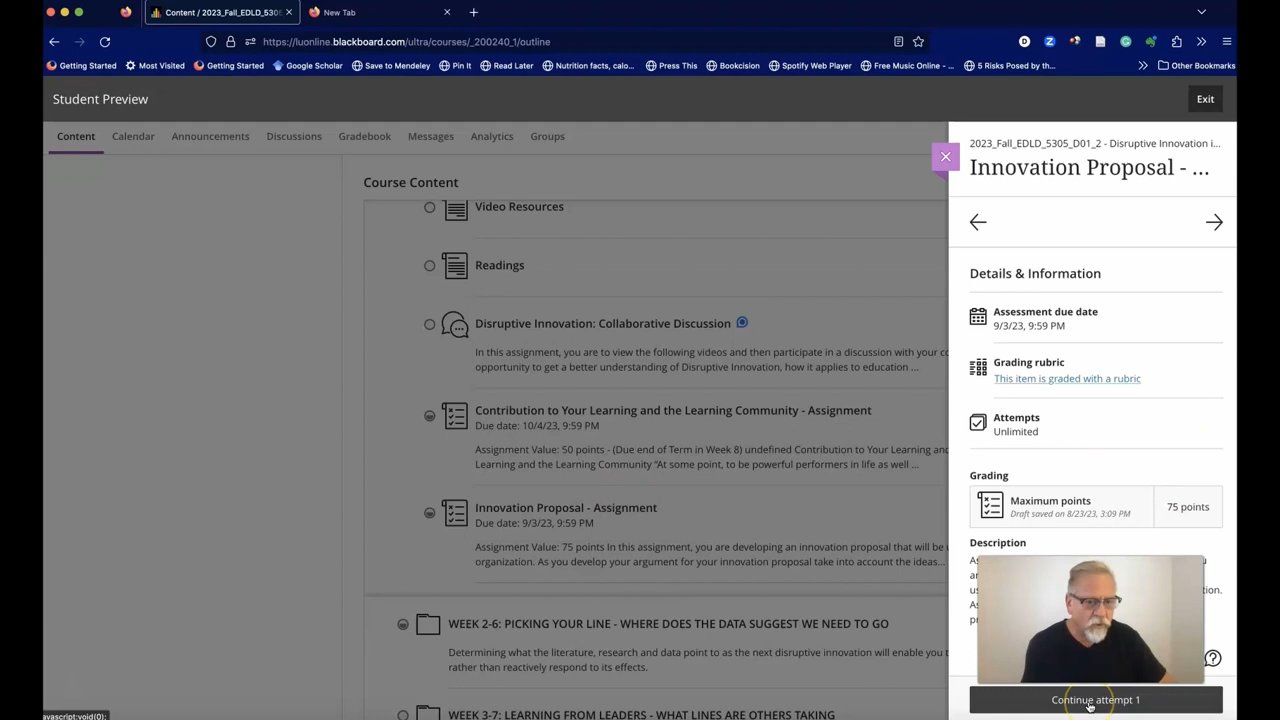 Content / 2023_Fall_EDLD_5305
New Tab
https://luonline.blackboard.com/ultra/courses/_200240_1/outline
Getting Started
Most Visited
Getting Started
Google Scholar
Save to Mendeley
Pin It
Read Later
Nutrition facts, calo...
Press This
Bookcision
Spotify Web Player
Free Music Online - ...
5 Risks Posed by th...
Other Bookmarks
Student Preview
Exit
Content
Calendar
Announcements
Discussions
Gradebook
Messages
Analytics
Groups
Course Content
Video Resources
Readings
Disruptive Innovation: Collaborative Discussion
In this assignment, you are to view the following videos and then participate in a discussion with your
opportunity to get a better understanding of Disruptive Innovation, how it applies to education ...
Contribution to Your Learning and the Learning Community - Assignment
Due date: 10/4/23, 9:59 PM
Assignment Value: 50 points - (Due end of Term in Week 8) undefined Contribution to Your Learning and
Learning and the Learning Community "At some point, to be powerful performers in life as well ...
Innovation Proposal - Assignment
Due date: 9/3/23, 9:59 PM
Assignment Value: 75 points In this assignment, you are developing an innovation proposal that will be
organization. As you develop your argument for your innovation proposal take into account the ideas...
WEEK 2-6: PICKING YOUR LINE - WHERE DOES THE DATA SUGGEST WE NEED TO GO
Determining what the literature, research and data point to as the next disruptive innovation will enable
rather than reactively respond to its effects.
WEEK 3-7: LEARNING FROM LEADERS - WHAT LINES ARE OTHERS TAKING
2023_Fall_EDLD_5305_D01_2 - Disruptive Innovation i...
Innovation Proposal - ...
Details & Information
Assessment due date
9/3/23, 9:59 PM
Grading rubric
This item is graded with a rubric
Attempts
Unlimited
Grading
Maximum points
Draft saved on 8/23/23, 3:09 PM
75 points
Description
Continue attempt 1
avascript:void(0);